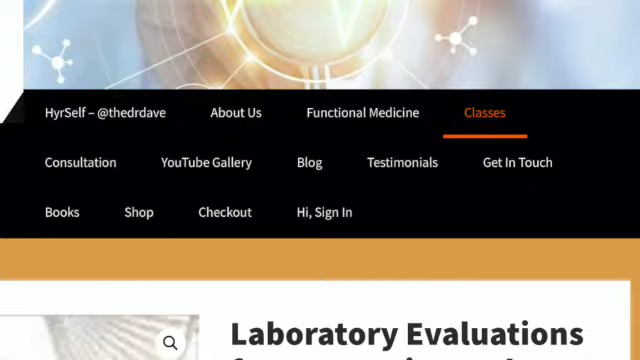 HyrSelf – @thedrdave About Us Functional Medicine Classes
Consultation YouTube Gallery Blog Testimonials Get In Touch
Books Shop Checkout Hi, Sign In
Laboratory Evaluations